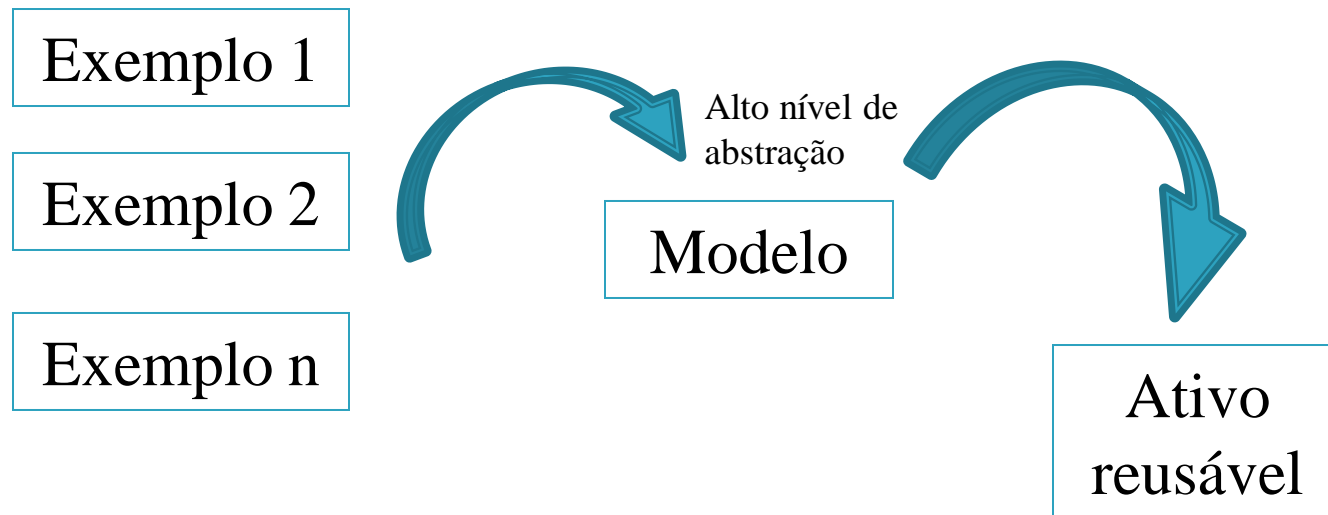 Exemplo 1
Exemplo 2
Exemplo n
Alto nível de
abstração
Modelo
Ativo
reusável